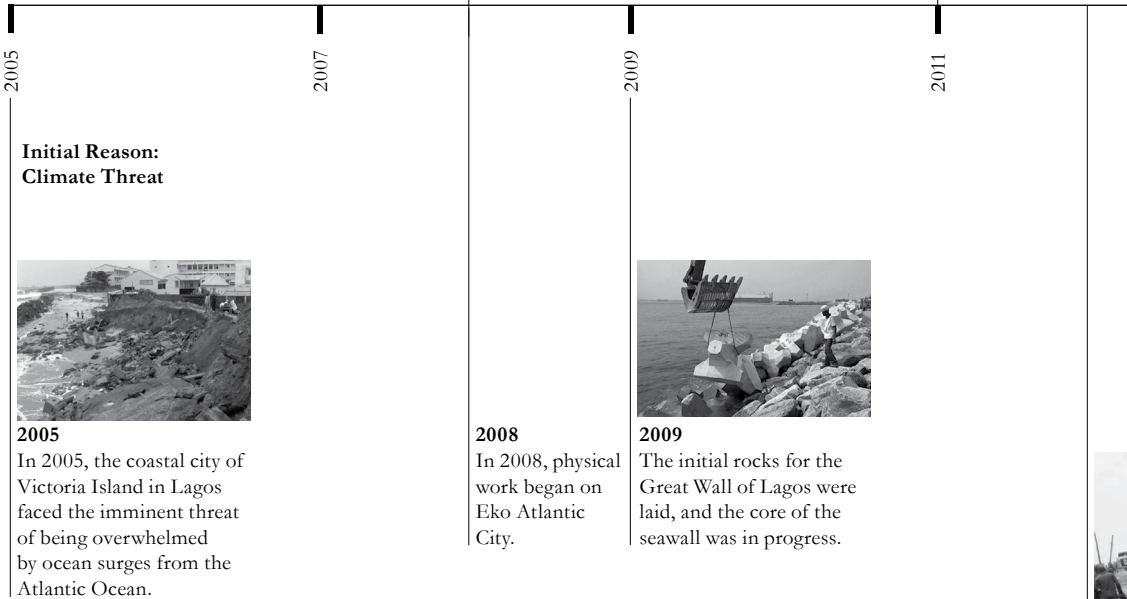 2005
2007
2009
2011
Initial Reason:
Climate Threat
2005
In 2005, the coastal city of
Victoria Island in Lagos
faced the imminent threat
of being overwhelmed
by ocean surges from the
Atlantic Ocean.
2008
In 2008, physical
work began on
Eko Atlantic
City.
2009
The initial rocks for the
Great Wall of Lagos were
laid, and the core of the
seawall was in progress.